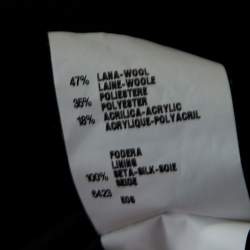 47% LANA-WOOL
LAINE-WOOLE
POLIESTERE
35% POLYESTER
18% ACRILICA-ACRYLIC
ACRYLIQUE-POLYACRIL
FODERA
LINING
100% SETA-SILK-SOIE
SEIDE
6423